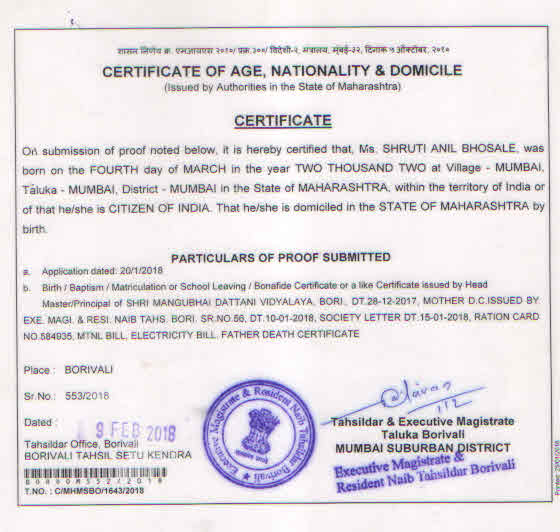 शासन निर्णय क्र. एमआयएस २०१०/ प्रक्र.३००/ विदेशी-२, मंत्रालय, मुंबई-३२, दिनांक ५ ऑक्टोंबर, २०१०
CERTIFICATE OF AGE, NATIONALITY & DOMICILE
(Issued by Authorities in the State of Maharashtra)
CERTIFICATE
On submission of proof noted below, it is hereby certified that, Ms. SHRUTI ANIL BHOSALE, was
born on the FOURTH day of MARCH in the year TWO THOUSAND TWO at Village - MUMBAI,
Taluka - MUMBAI, District - MUMBAI in the State of MAHARASHTRA, within the territory of India or
of that he/she is CITIZEN OF INDIA. That he/she is domiciled in the STATE OF MAHARASHTRA by
birth.
PARTICULARS OF PROOF SUBMITTED
a. Application dated: 20/1/2018
b. Birth / Baptism / Matriculation or School Leaving / Bonafide Certificate or a like Certificate issued by Head
Master/Principal of SHRI MANGUBHAI DATTANI VIDYALAYA, BORI., DT.28-12-2017, MOTHER D.C.ISSUED BY
EXE. MAGI. & RESI. NAIB TAHS. BORI. SR.NO.56, DT.10-01-2018, SOCIETY LETTER DT.15-01-2018, RATION CARD
NO.584935, MTNL BILL, ELECTRICITY BILL. FATHER DEATH CERTIFICATE
Place : BORIVALI
Sr.No.: 553/2018
Dated :
9 FEB 2018
Tahsildar Office, Borivali
BORIVALI TAHSIL SETU KENDRA
T.NO. : C/MHMSBO/1643/2018
Executive Magistrate & Resident Naib Tahsildar
Borivali
Tahsildar & Executive Magistrate
Taluka Borivali
MUMBAI SUBURBAN DISTRICT
Executive Magistrate &
Resident Naib Tahsildar Borivali